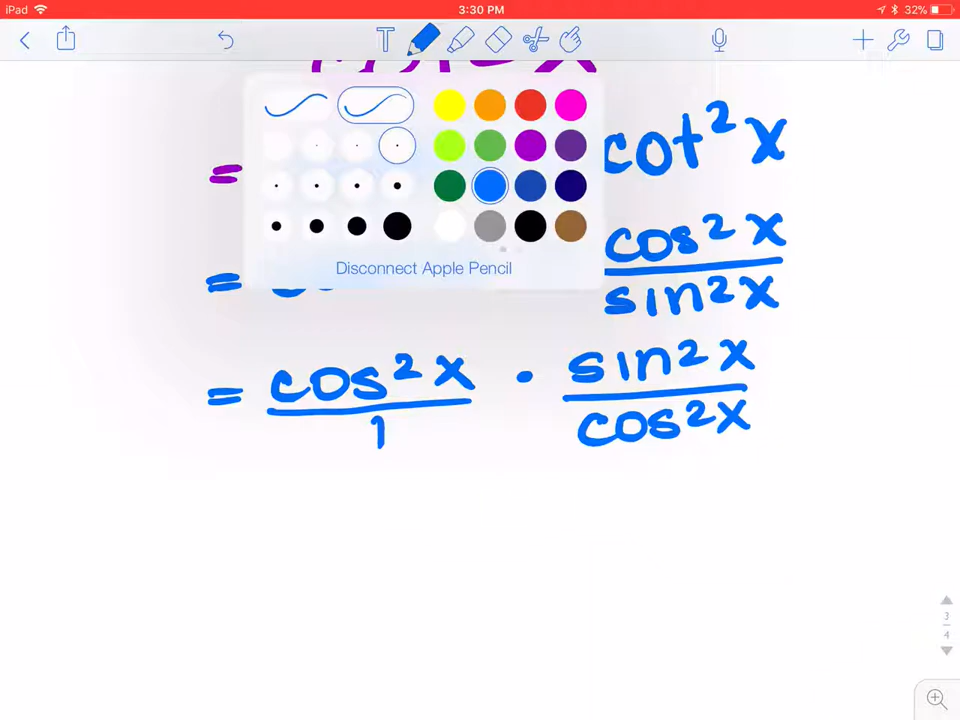 iPad 3:30 PM 32%
T
= cot²x
= cos²x
sin²x
= cos²x / 1 · sin²x / cos²x
Disconnect Apple Pencil
3
4